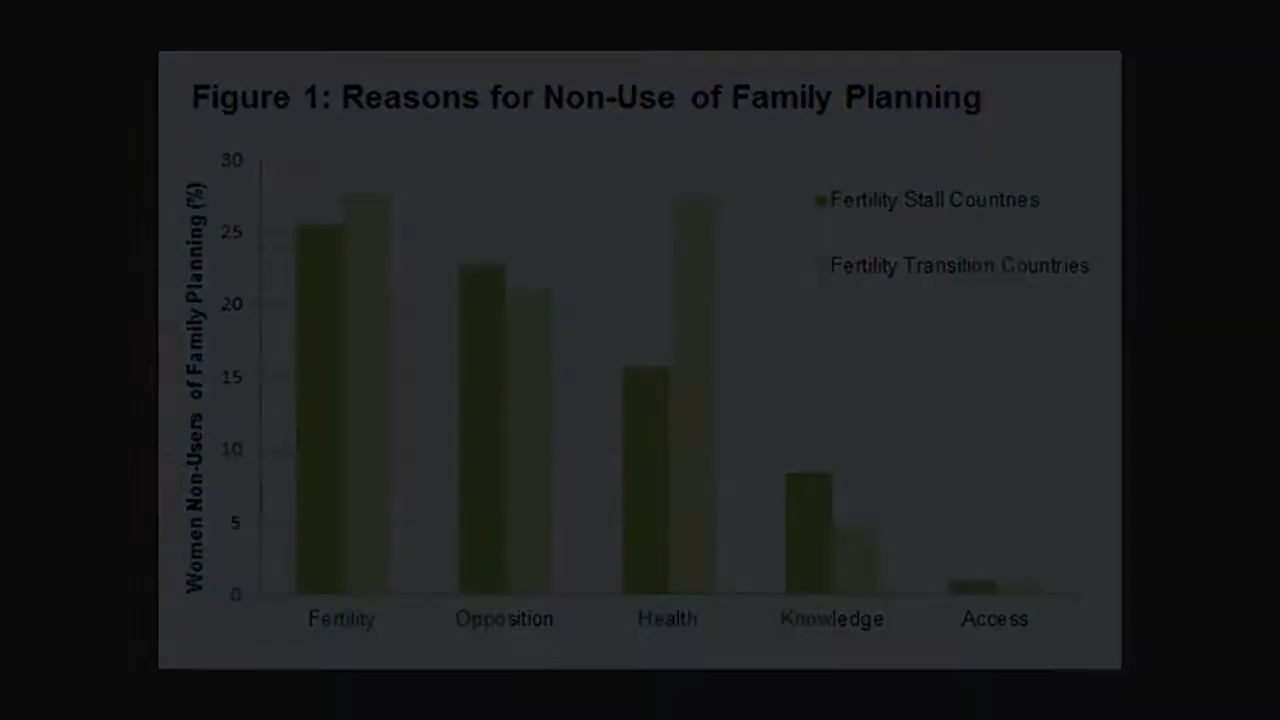 Figure 1: Reasons for Non-Use of Family Planning
Women Non-Users of Family Planning (%)
30
25
20
15
10
5
0
Fertility Stall Countries
Fertility Transition Countries
Fertility
Opposition
Health
Knowledge
Access